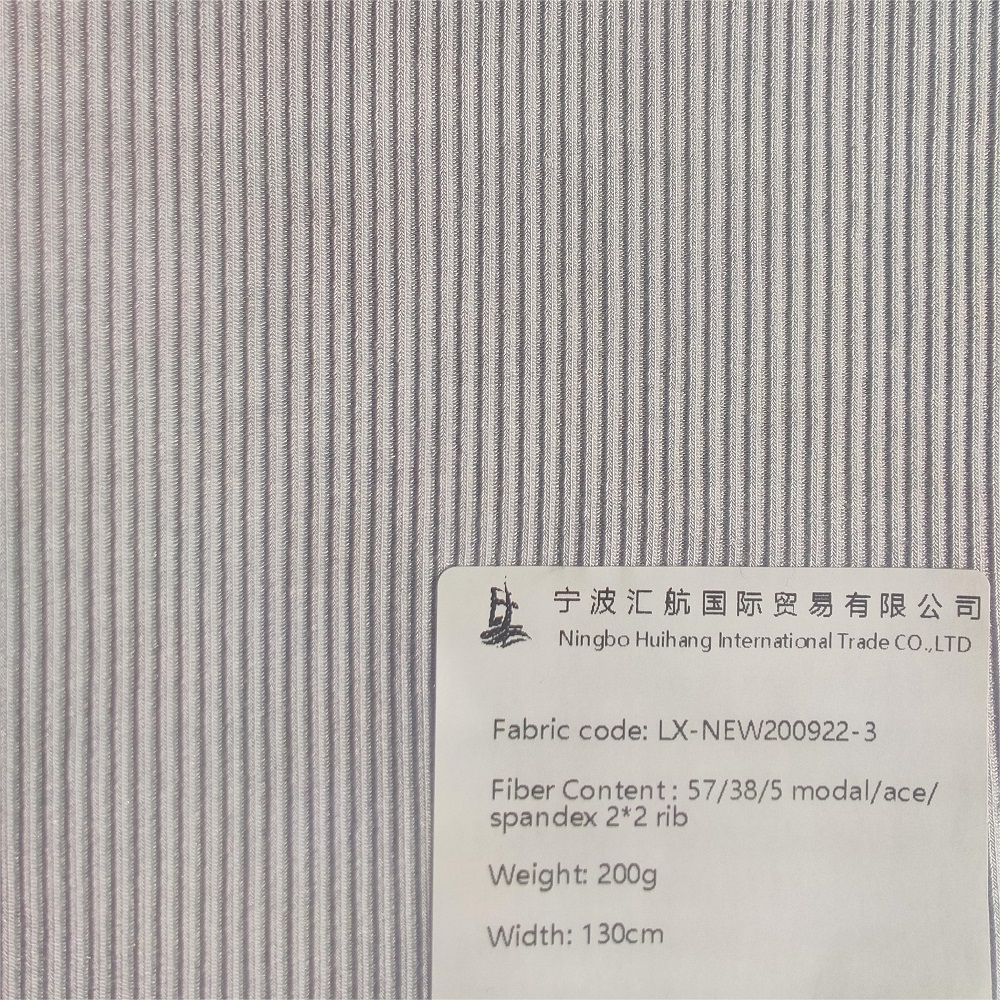 宁波汇航国际贸易有限公司
Ningbo Huihang International Trade CO.,LTD
Fabric code: LX-NEW200922-3
Fiber Content : 57/38/5 modal/ace/
spandex 2*2 rib
Weight: 200g
Width: 130cm